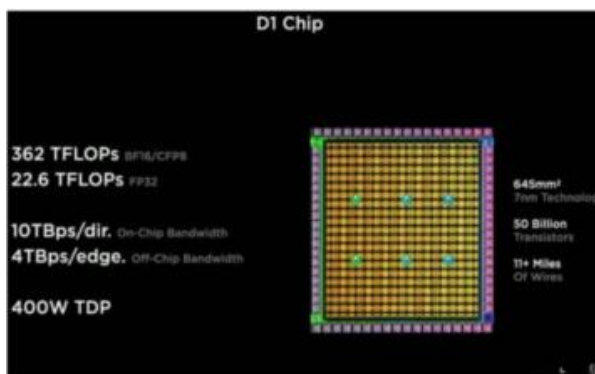 D1 Chip
362 TFLOPs BF16/CFP8
22.6 TFLOPs FP32
10TBps/dir. On-Chip Bandwidth
4TBps/edge. Off-Chip Bandwidth
400W TDP
645mm²
7nm Technolog
50 Billion
Transistors
11+ Miles
Of Wires